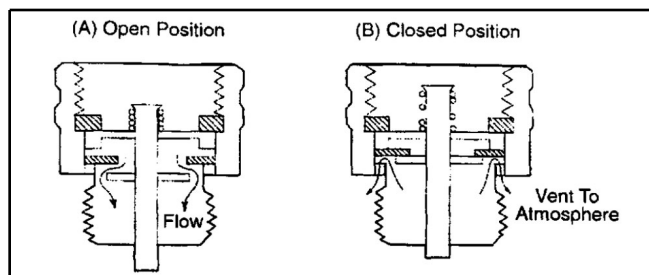 (A) Open Position
(B) Closed Position
Flow
Vent To
Atmosphere